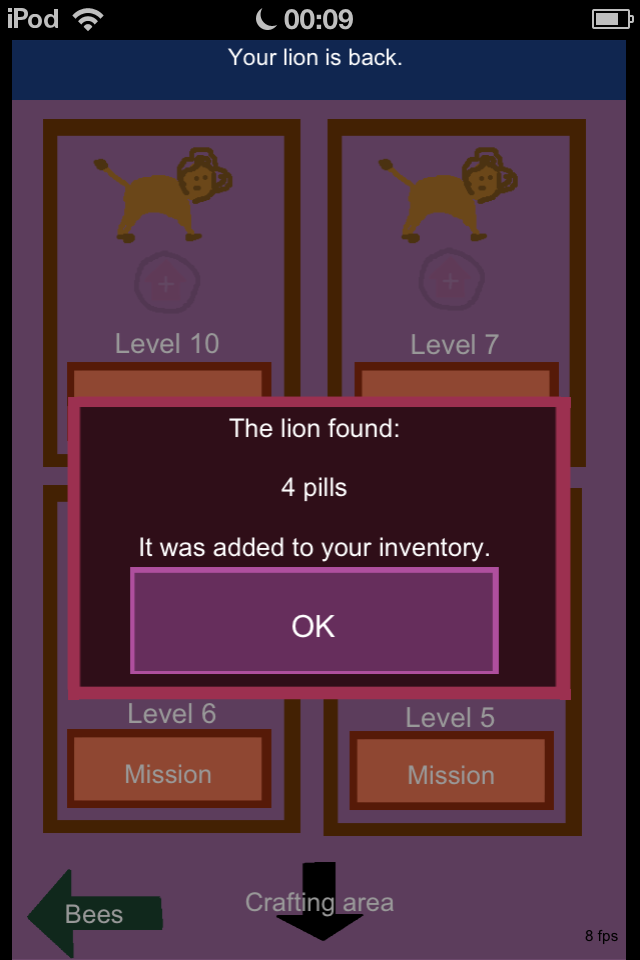 iPod 00:09
Your lion is back.
Level 10 Level 7
The lion found:
4 pills
It was added to your inventory.
OK
Level 6 Level 5
Mission Mission
Bees Crafting area
8 fps